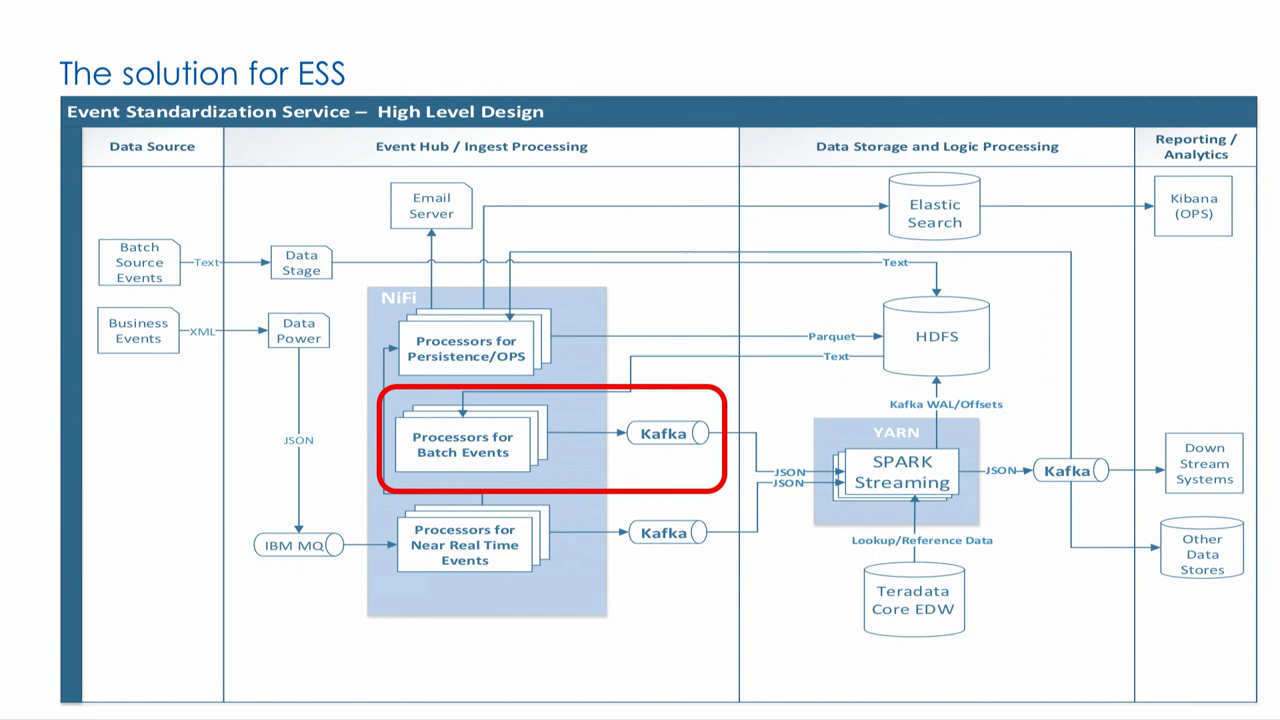 The solution for ESS
Event Standardization Service – High Level Design
Data Source
Event Hub / Ingest Processing
Data Storage and Logic Processing
Reporting /
Analytics
Email
Server
Elastic
Search
Kibana
(OPS)
Batch
Source
Events
Text
Data
Stage
Text
NiFi
Business
Events
XML
Data
Power
Processors for
Persistence/OPS
Parquet
Text
HDFS
Kafka WAL/Offsets
JSON
Processors for
Batch Events
Kafka
YARN
SPARK
Streaming
JSON
JSON
JSON
Kafka
Down
Stream
Systems
IBM MQ
Processors for
Near Real Time
Events
Kafka
Lookup/Reference Data
Other
Data
Stores
Teradata
Core EDW